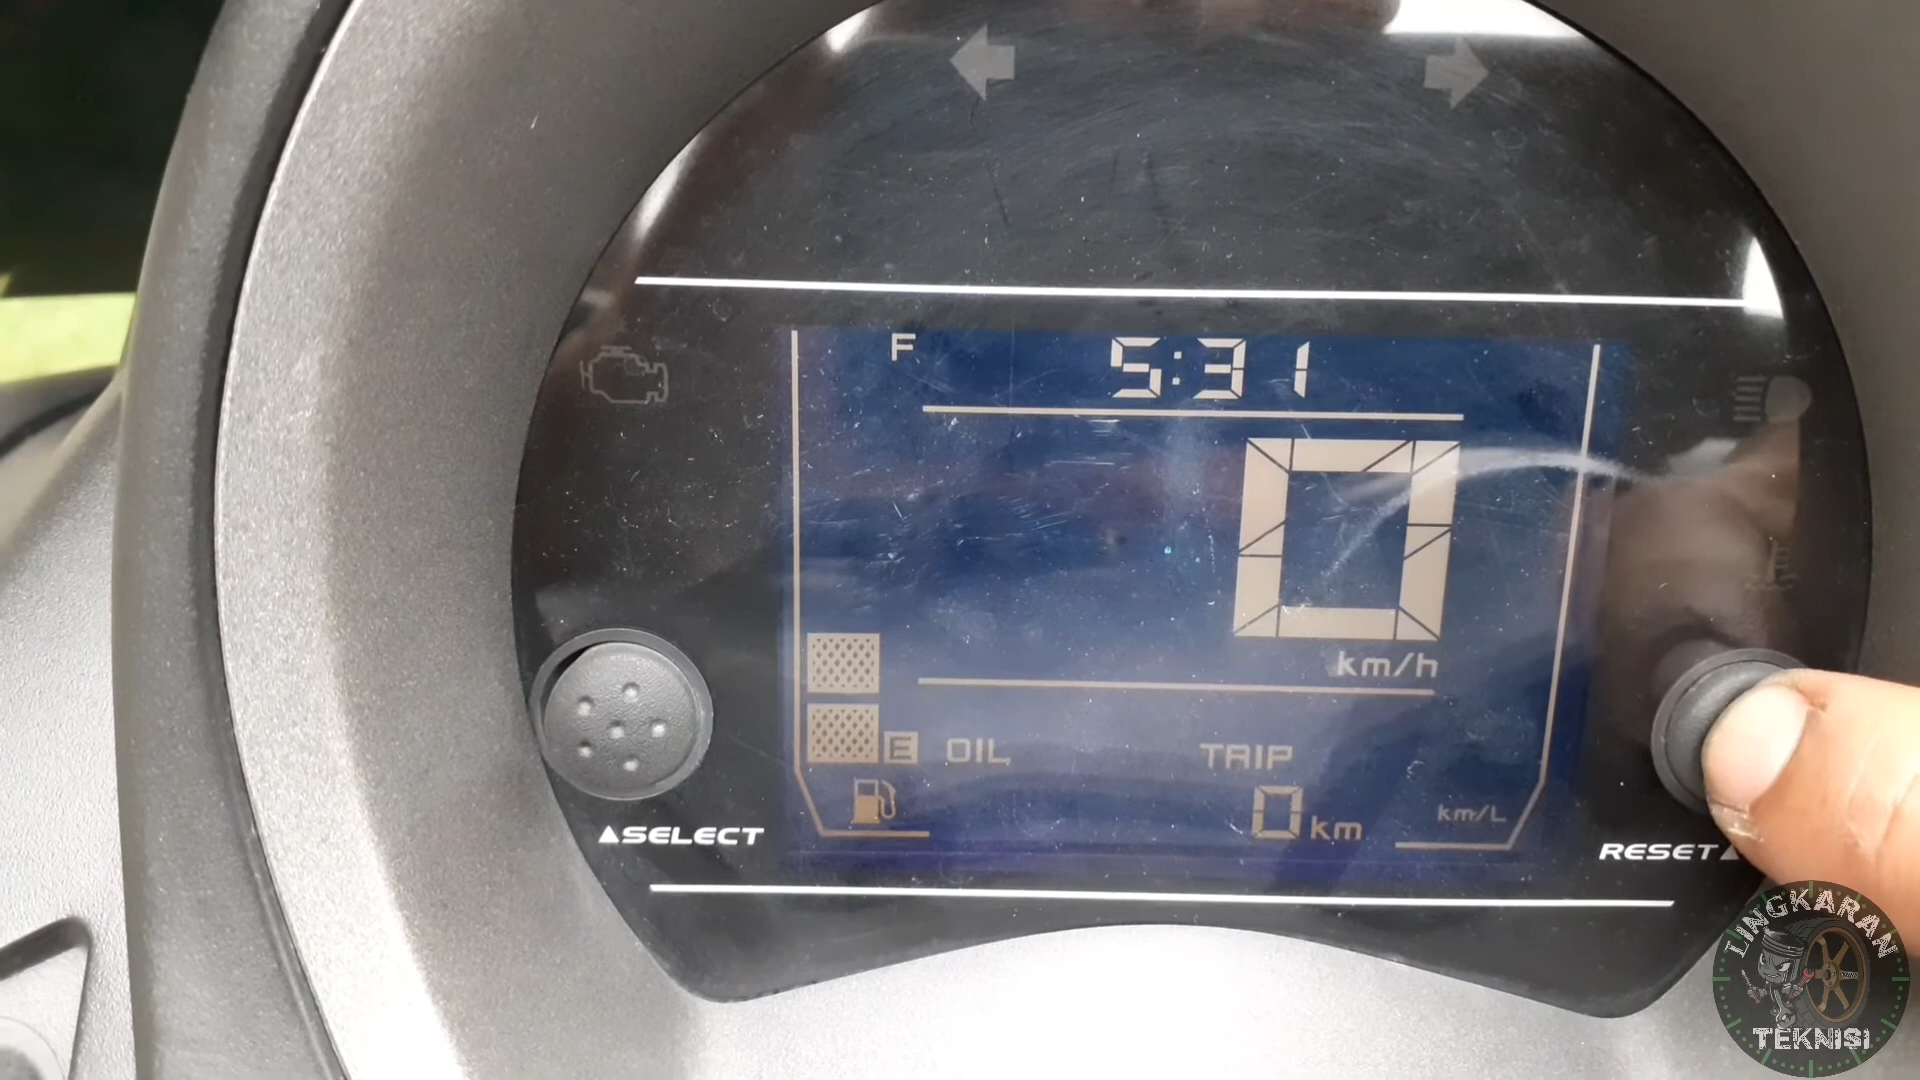 F
5:31
0
km/h
E OIL TRIP
0 km km/L
▲SELECT
RESET▲
LINGKARAN
TEKNISI